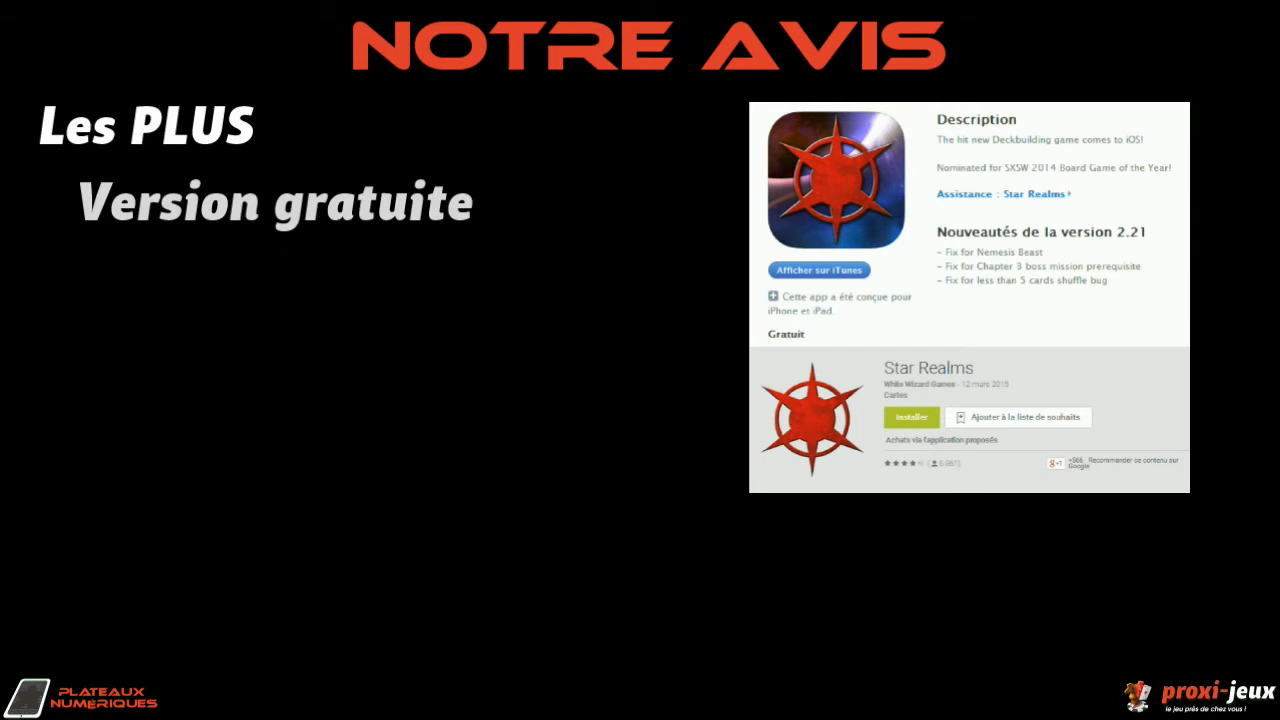 NOTRE AVIS
Les PLUS
Version gratuite
Description
The hit new Deckbuilding game comes to iOS!
Nominated for SXSW 2014 Board Game of the Year!
Assistance : Star Realms
Nouveautés de la version 2.21
- Fix for Nemesis Beast
- Fix for Chapter 3 boss mission prerequisite
- Fix for less than 5 cards shuffle bug
Afficher sur iTunes
Cette app a été conçue pour
iPhone et iPad.
Gratuit
Star Realms
White Wizard Games - 12 mars 2015
Cartes
Installer
Ajouter à la liste de souhaits
Achats via l'application proposés
g+1
Recommander ce contenu sur
Google
PLATEAUX
NUMÉRIQUES
proxi-jeux
le jeu près de chez vous !